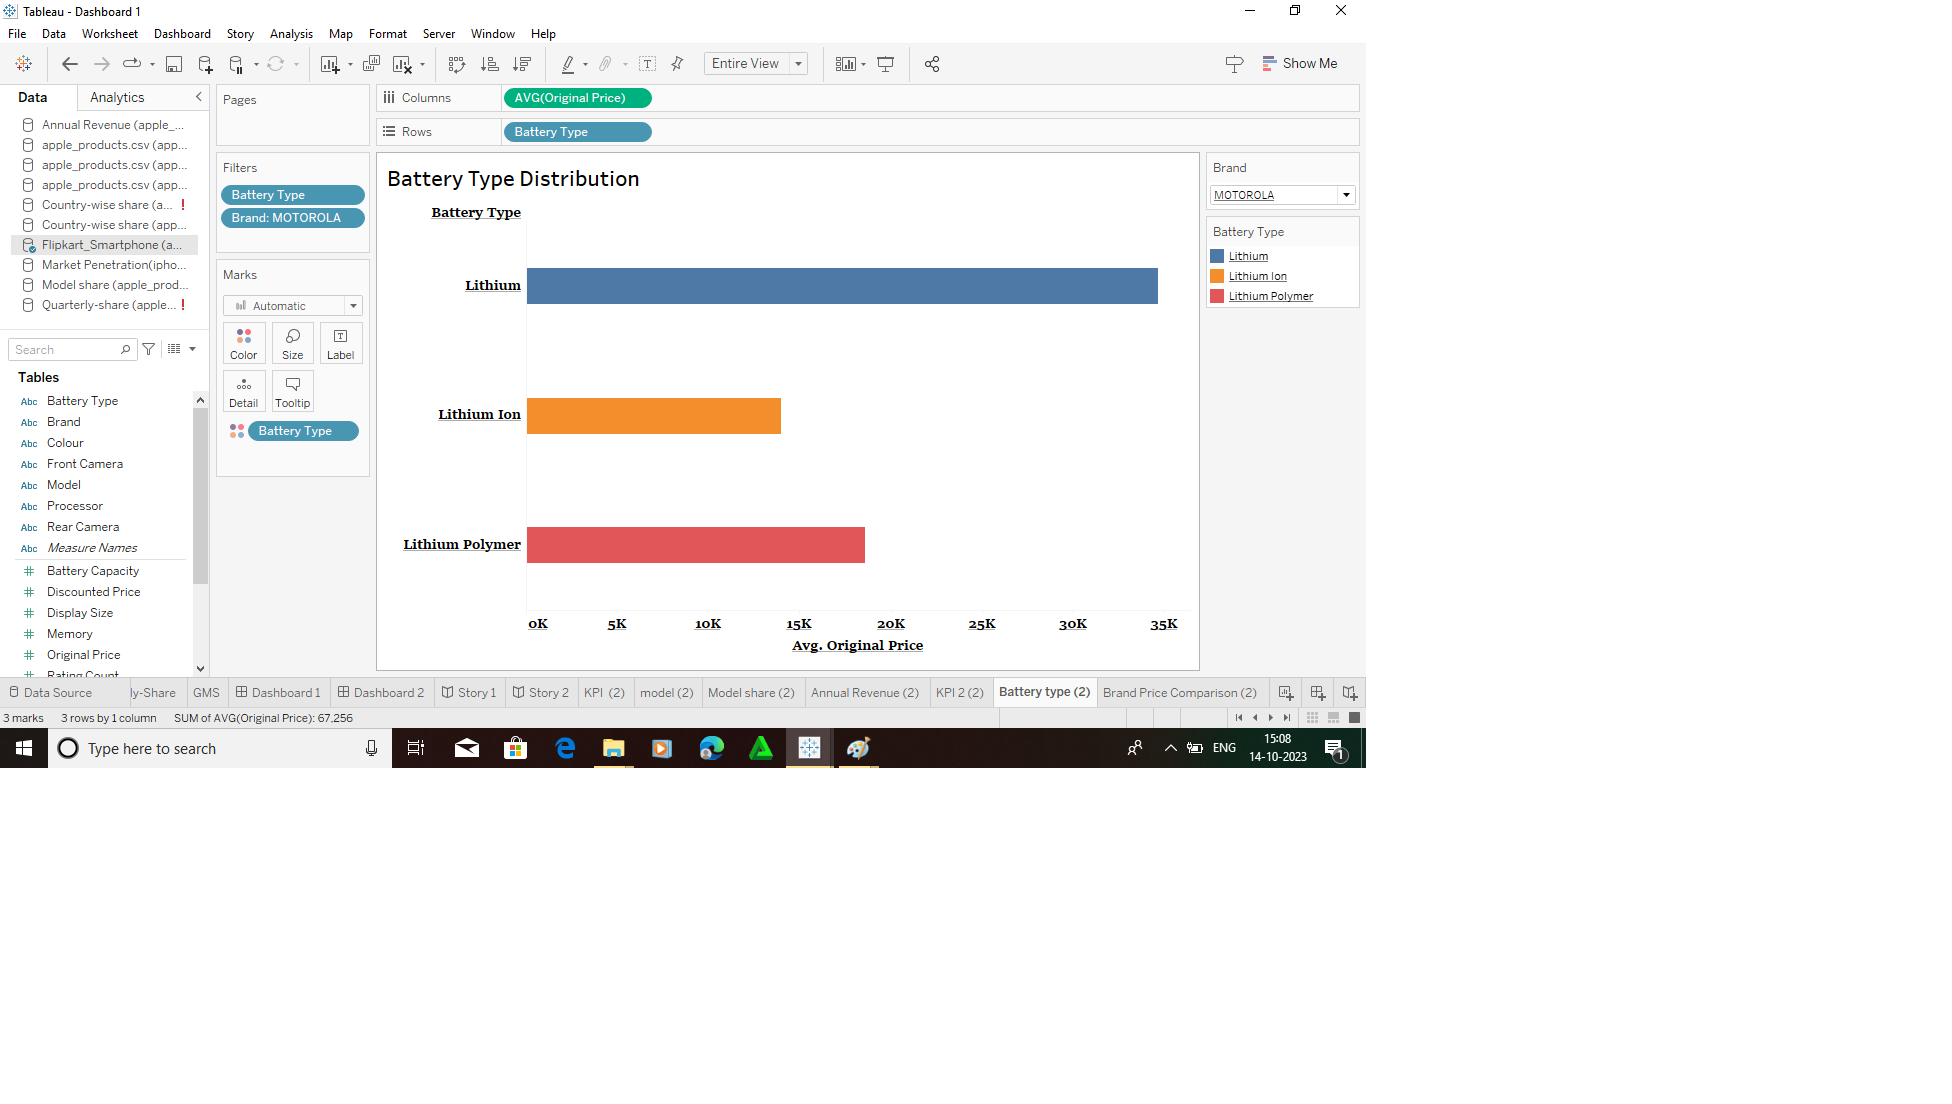 Tableau - Dashboard 1
File Data Worksheet Dashboard Story Analysis Map Format Server Window Help
Entire View
Show Me
Data Analytics
Annual Revenue (apple_...
apple_products.csv (app...
apple_products.csv (app...
apple_products.csv (app...
Country-wise share (a... !
Country-wise share (app...
Flipkart_Smartphone (a...
Market Penetration(ipho...
Model share (apple_prod...
Quarterly-share (apple... !
Search
Tables
Abc Battery Type
Abc Brand
Abc Colour
Abc Front Camera
Abc Model
Abc Processor
Abc Rear Camera
Abc Measure Names
# Battery Capacity
# Discounted Price
# Display Size
# Memory
# Original Price
# Rating Count
Pages
Filters
Battery Type
Brand: MOTOROLA
Marks
Automatic
Color Size Label
Detail Tooltip
Battery Type
Columns AVG(Original Price)
Rows Battery Type
Battery Type Distribution
Battery Type
Lithium
Lithium Ion
Lithium Polymer
0K 5K 10K 15K 20K 25K 30K 35K
Avg. Original Price
Brand
MOTOROLA
Battery Type
Lithium
Lithium Ion
Lithium Polymer
Data Source ly-Share GMS Dashboard 1 Dashboard 2 Story 1 Story 2 KPI (2) model (2) Model share (2) Annual Revenue (2) KPI 2 (2) Battery type (2) Brand Price Comparison (2)
3 marks 3 rows by 1 column SUM of AVG(Original Price): 67,256
Type here to search
ENG
15:08
14-10-2023
1